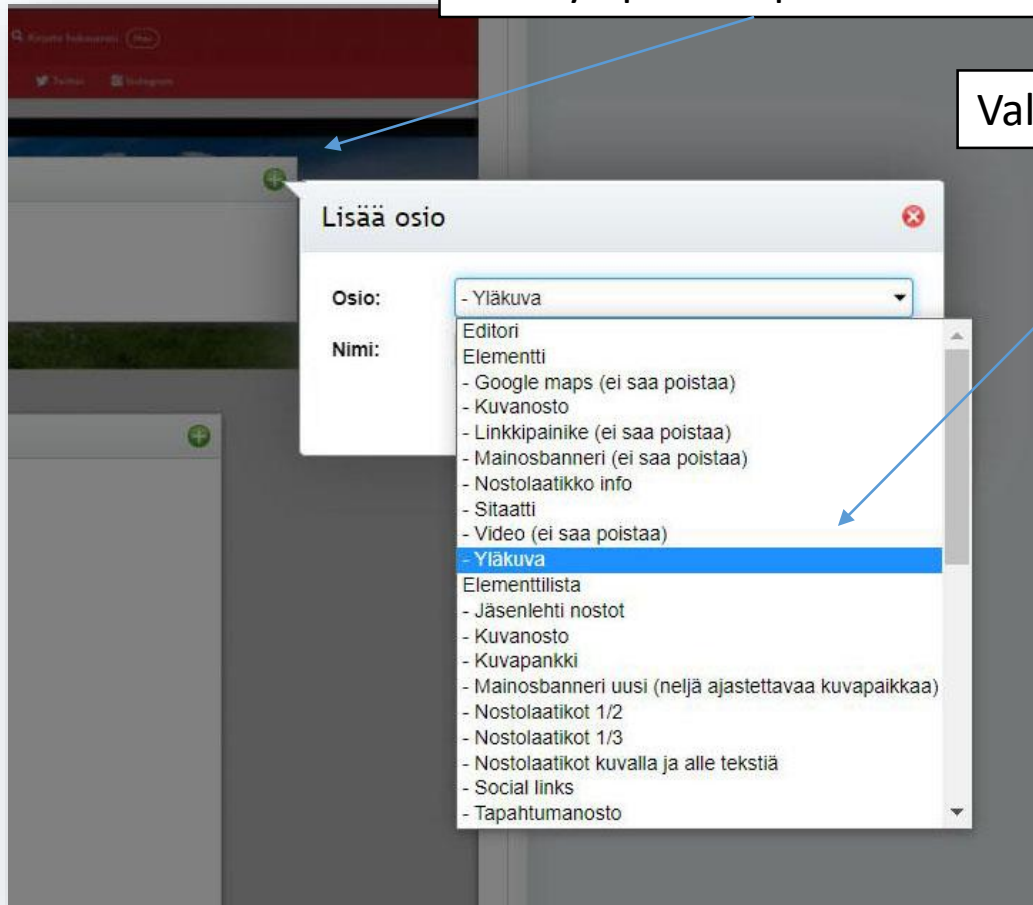 Val
Twitter Instagram
Lisää osio
Osio:
- Yläkuva
Nimi:
Editori
Elementti
- Google maps (ei saa poistaa)
- Kuvanosto
- Linkkipainike (ei saa poistaa)
- Mainosbanneri (ei saa poistaa)
- Nostolaatikko info
- Sitaatti
- Video (ei saa poistaa)
- Yläkuva
Elementtilista
- Jäsenlehti nostot
- Kuvanosto
- Kuvapankki
- Mainosbanneri uusi (neljä ajastettavaa kuvapaikkaa)
- Nostolaatikot 1/2
- Nostolaatikot 1/3
- Nostolaatikot kuvalla ja alle tekstiä
- Social links
- Tapahtumanosto